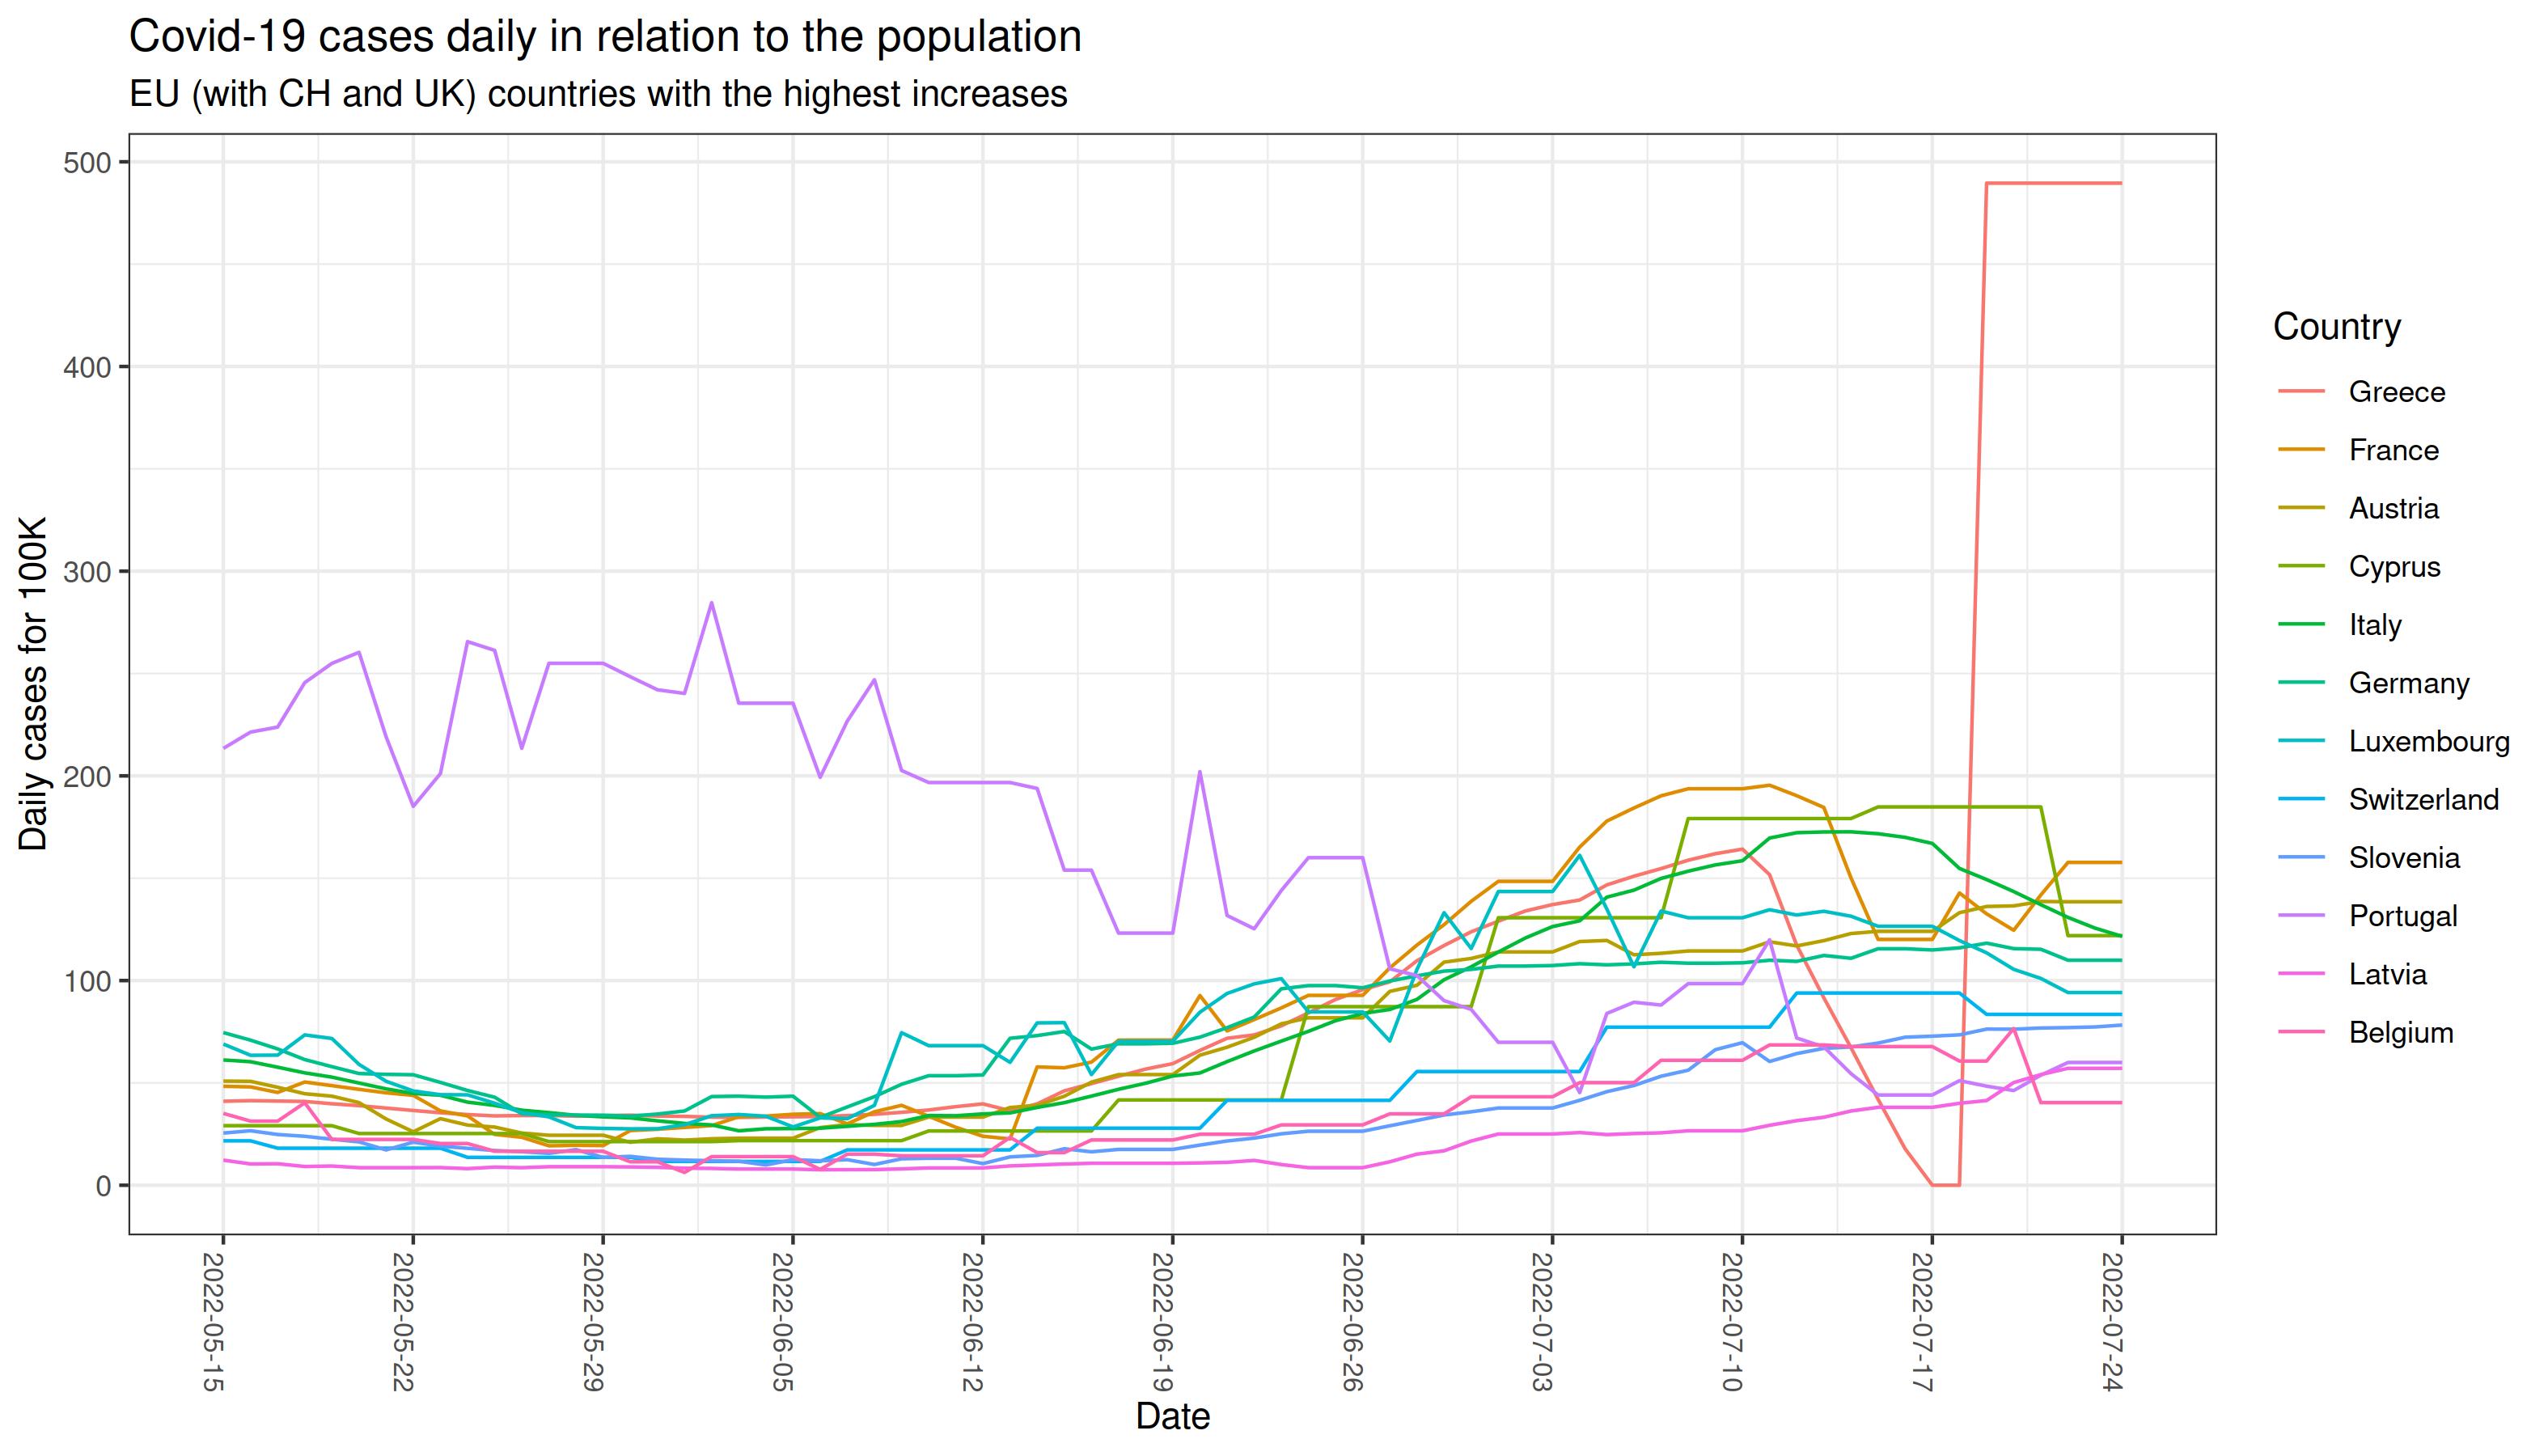 Covid-19 cases daily in relation to the population
EU (with CH and UK) countries with the highest increases
Daily cases for 100K
500
400
300
200
100
0
2022-05-15
2022-05-22
2022-05-29
2022-06-05
2022-06-12
2022-06-19
2022-06-26
2022-07-03
2022-07-10
2022-07-17
2022-07-24
Date
Country
Greece
France
Austria
Cyprus
Italy
Germany
Luxembourg
Switzerland
Slovenia
Portugal
Latvia
Belgium